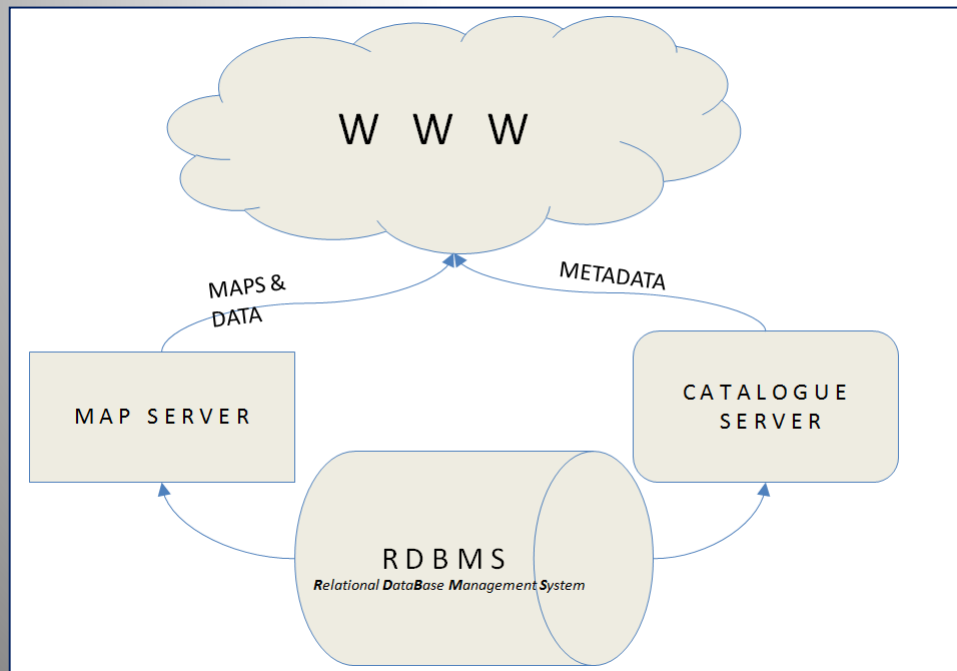 W W W
MAPS &
DATA
METADATA
MAP SERVER
CATALOGUE
SERVER
RDBMS
Relational DataBase Management System